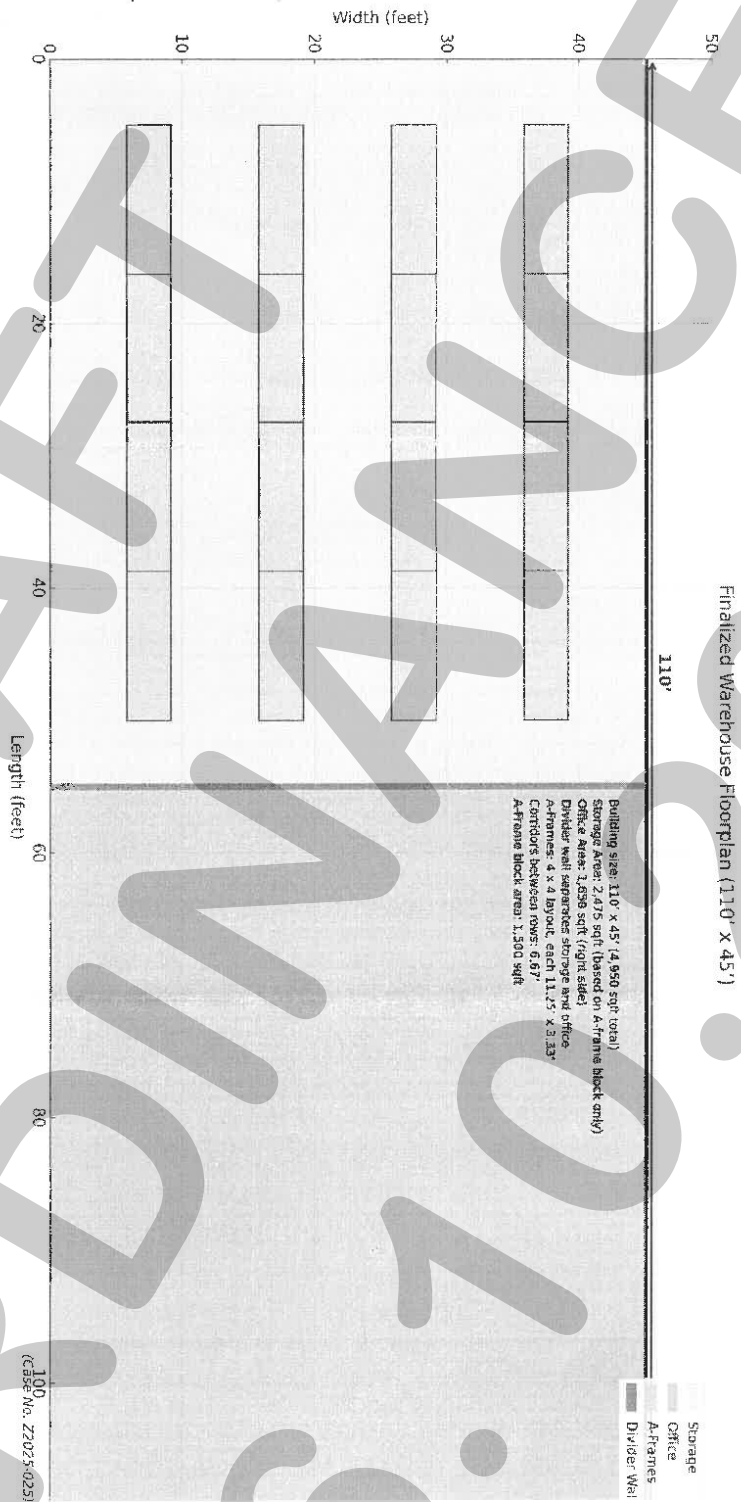 Finalized Warehouse Floorplan (110' x 45')
110'
Storage
Office
A-Frames
Divider Wal
Building size: 110' x 45' (4,950 sqft total)
Storage Area: 2,475 sqft (based on A-frame block only)
Office Area: sqft (right side)
Divider wall separates storage and office
A-Frames: 4 x 4 layout, each 11.25' x 3.33'
Corridors between rows: 6.67'
A-Frame block area: 1,500 sqft
Width (feet)
50
40
30
20
10
0
0
20
40
60
80
100
Length (feet)
(Case No. Z2025-025)